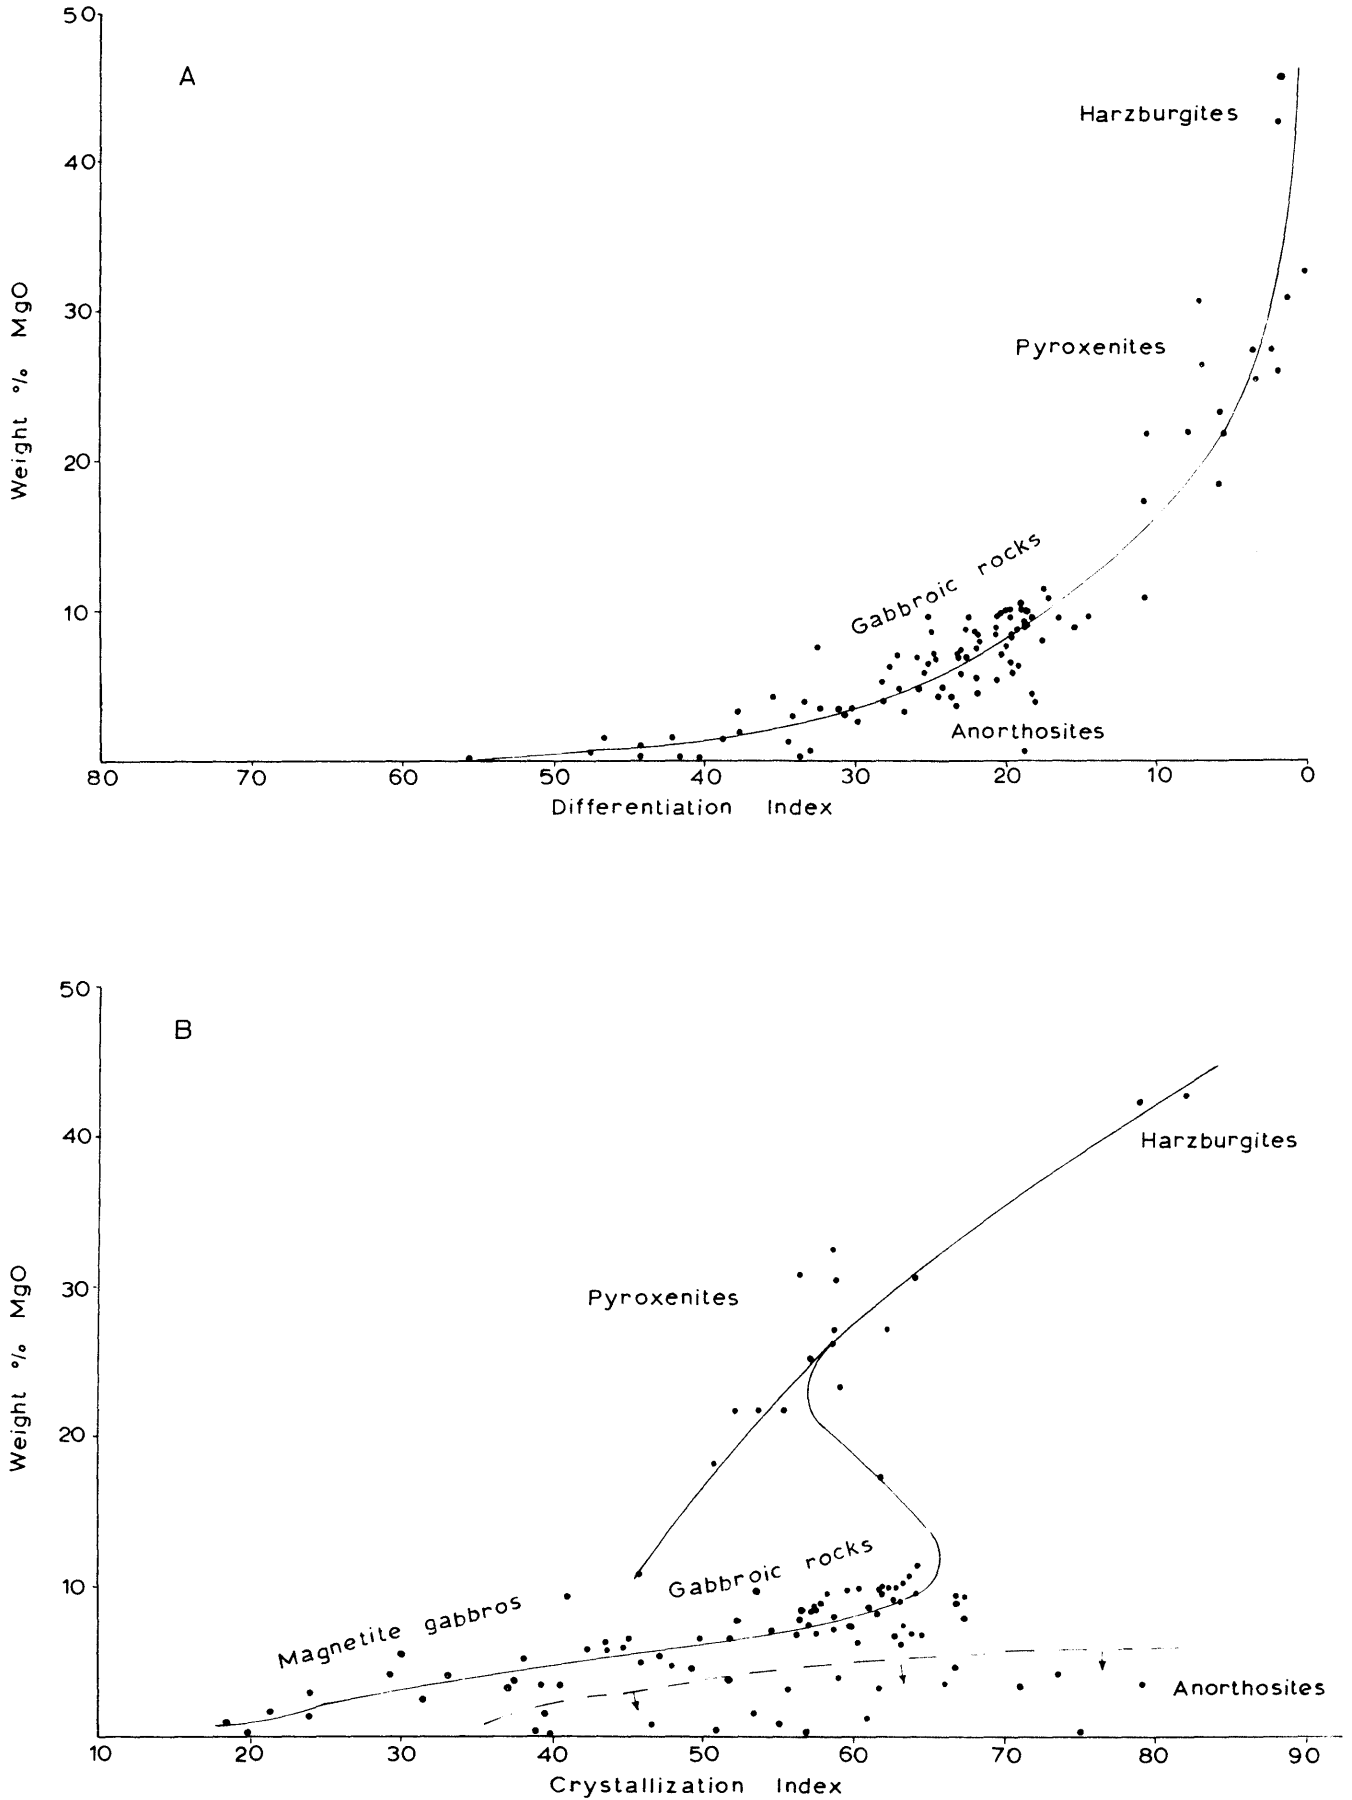 50
A
Harzburgites
40
Weight % MgO
30
Pyroxenites
20
Gabbroic rocks
10
Anorthosites
80 70 60 50 40 30 20 10 0
Differentiation Index
50
B
40
Harzburgites
Weight % MgO
30
Pyroxenites
20
Gabbroic rocks
10
Magnetite gabbros
Anorthosites
10 20 30 40 50 60 70 80 90
Crystallization Index